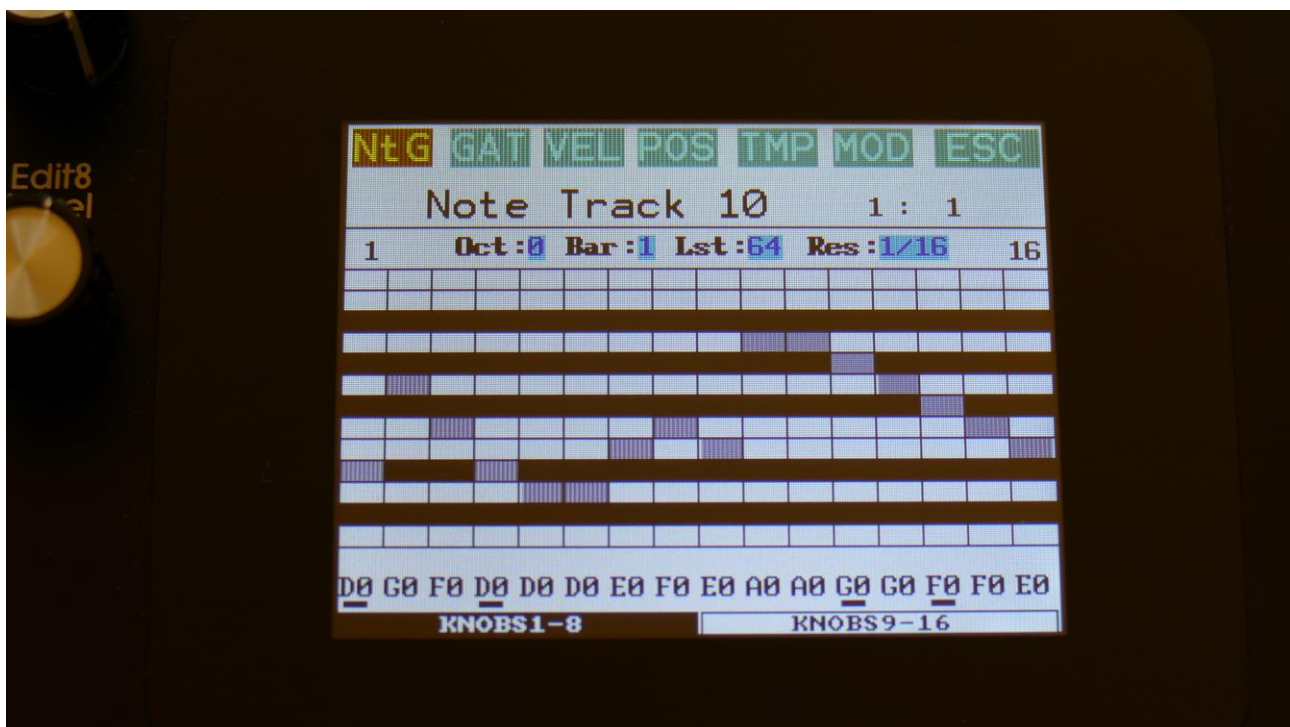 NtG GAT VEL POS TMP MOD ESC
Edit8
el
Note Track 10 1: 1
1 Oct:0 Bar:1 Lst:64 Res:1/16 16
D0 G0 F0 D0 D0 D0 E0 F0 E0 A0 A0 G0 G0 F0 F0 E0
KNOBS1-8 KNOBS9-16